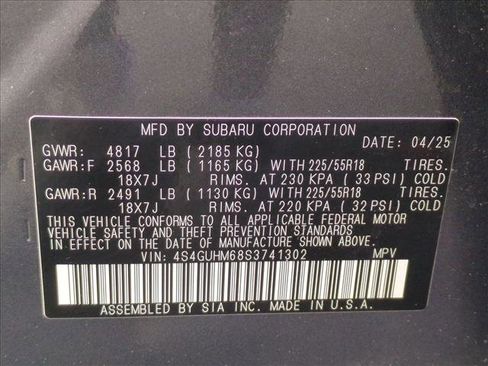 MFD BY SUBARU CORPORATION
DATE: 04/25
GVWR: 4817 LB ( 2185 KG)
GAWR:F 2568 LB ( 1165 KG) WITH 225/55R18 TIRES.
18X7J RIMS. AT 230 KPA ( 33 PSI) COLD
GAWR:R 2491 LB ( 1130 KG) WITH 225/55R18 TIRES.
18X7J RIMS. AT 220 KPA ( 32 PSI) COLD
THIS VEHICLE CONFORMS TO ALL APPLICABLE FEDERAL MOTOR
VEHICLE SAFETY AND THEFT PREVENTION STANDARDS
IN EFFECT ON THE DATE OF MANUFACTURE SHOWN ABOVE.
VIN: 4S4GUHM68S3741302 MPV
ASSEMBLED BY SIA INC. MADE IN U.S.A.